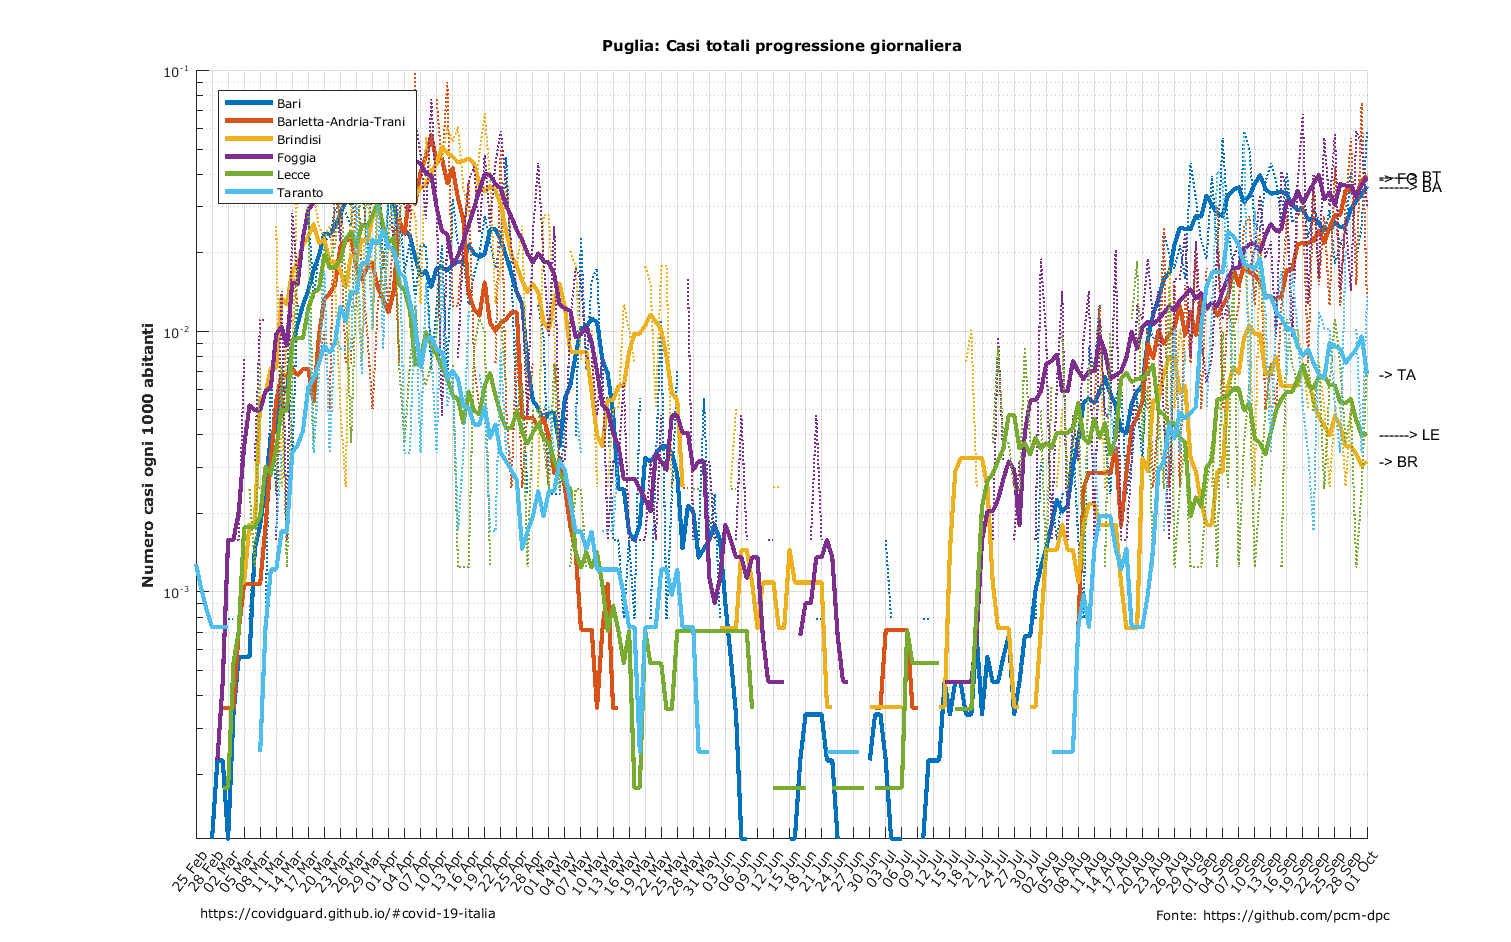 Puglia: Casi totali progressione giornaliera
Numero casi ogni 1000 abitanti
10-1
10-2
10-3
Bari
Barletta-Andria-Trani
Brindisi
Foggia
Lecce
Taranto
-----> BT
------> BA
-> TA
------> LE
-> BR
25 Feb
28 Feb
02 Mar
05 Mar
08 Mar
11 Mar
14 Mar
17 Mar
20 Mar
23 Mar
26 Mar
29 Mar
01 Apr
04 Apr
07 Apr
10 Apr
13 Apr
16 Apr
19 Apr
22 Apr
25 Apr
28 Apr
01 May
04 May
07 May
10 May
13 May
16 May
19 May
22 May
25 May
28 May
31 May
03 Jun
06 Jun
09 Jun
12 Jun
15 Jun
18 Jun
21 Jun
24 Jun
27 Jun
30 Jun
03 Jul
06 Jul
09 Jul
12 Jul
15 Jul
18 Jul
21 Jul
24 Jul
27 Jul
30 Jul
02 Aug
05 Aug
08 Aug
11 Aug
14 Aug
17 Aug
20 Aug
23 Aug
26 Aug
29 Aug
01 Sep
04 Sep
07 Sep
10 Sep
13 Sep
16 Sep
19 Sep
22 Sep
25 Sep
28 Sep
01 Oct
https://covidguard.github.io/#covid-19-italia
Fonte: https://github.com/pcm-dpc